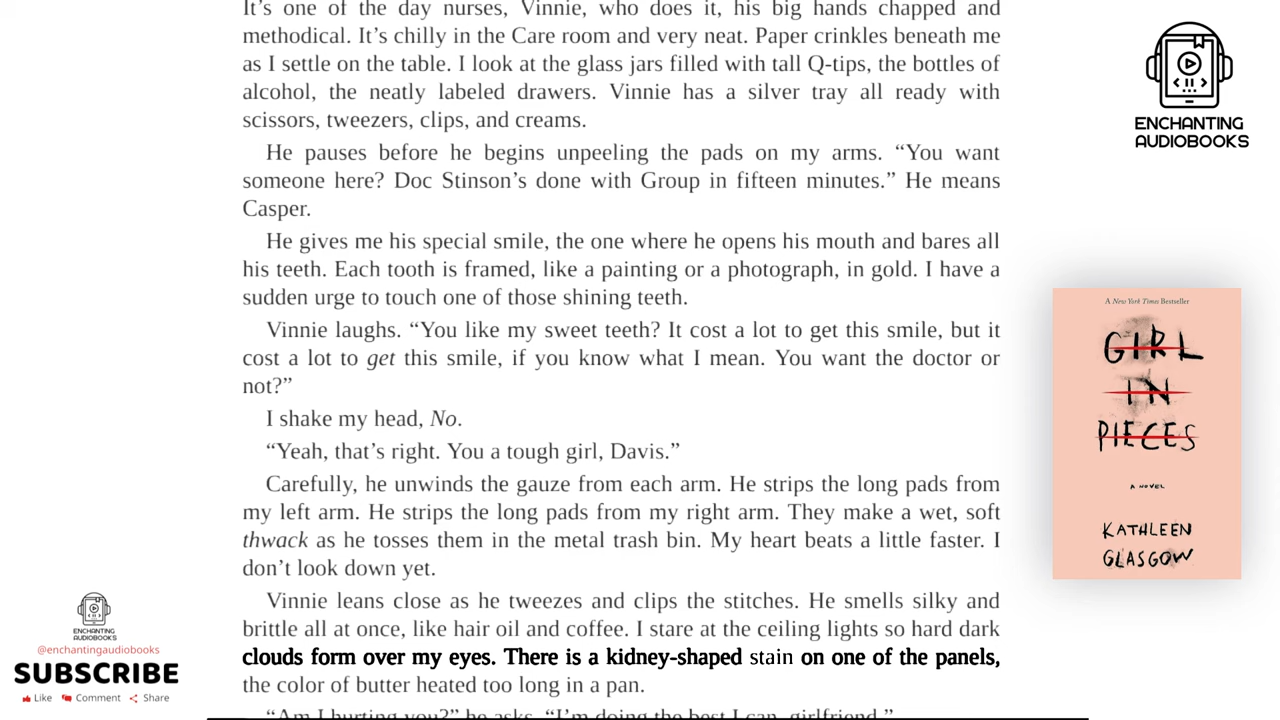 It’s one of the day nurses, Vinnie, who does it, his big hands chapped and
methodical. It’s chilly in the Care room and very neat. Paper crinkles beneath me
as I settle on the table. I look at the glass jars filled with tall Q-tips, the bottles of
alcohol, the neatly labeled drawers. Vinnie has a silver tray all ready with
scissors, tweezers, clips, and creams.
He pauses before he begins unpeeling the pads on my arms. “You want
someone here? Doc Stinson’s done with Group in fifteen minutes.” He means
Casper.
He gives me his special smile, the one where he opens his mouth and bares all
his teeth. Each tooth is framed, like a painting or a photograph, in gold. I have a
sudden urge to touch one of those shining teeth.
Vinnie laughs. “You like my sweet teeth? It cost a lot to get this smile, but it
cost a lot to get this smile, if you know what I mean. You want the doctor or
not?”
I shake my head, No.
“Yeah, that’s right. You a tough girl, Davis.”
Carefully, he unwinds the gauze from each arm. He strips the long pads from
my left arm. He strips the long pads from my right arm. They make a wet, soft
thwack as he tosses them in the metal trash bin. My heart beats a little faster. I
don’t look down yet.
Vinnie leans close as he tweezes and clips the stitches. He smells silky and
brittle all at once, like hair oil and coffee. I stare at the ceiling lights so hard dark
clouds form over my eyes. There is a kidney-shaped stain on one of the panels,
the color of butter heated too long in a pan.
“Am I hurting you?” he asks. “I’m doing the best I can, girlfriend.”
ENCHANTING
AUDIOBOOKS
A New York Times Bestseller
GIRL
IN
PIECES
A NOVEL
KATHLEEN
GLASGOW
ENCHANTING
AUDIOBOOKS
@enchantingaudiobooks
SUBSCRIBE
Like Comment Share